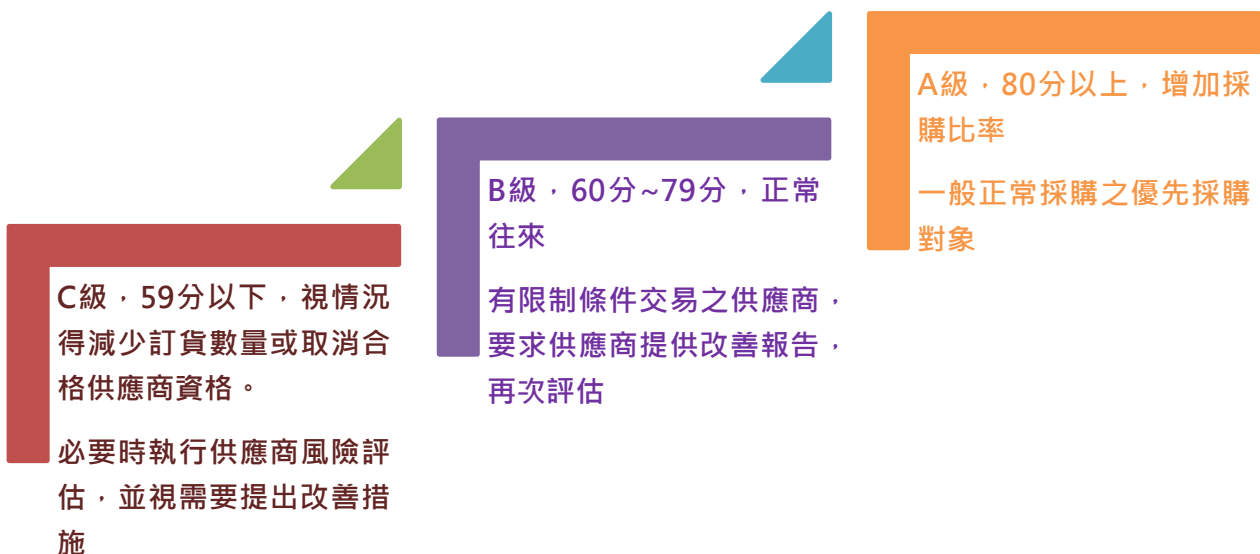 A級，80分以上，增加採
購比率
一般正常採購之優先採購
對象
B級，60分~79分，正常
往來
有限制條件交易之供應商，
要求供應商提供改善報告，
再次評估
C級，59分以下，視情況
得減少訂貨數量或取消合
格供應商資格。
必要時執行供應商風險評
估，並視需要提出改善措
施